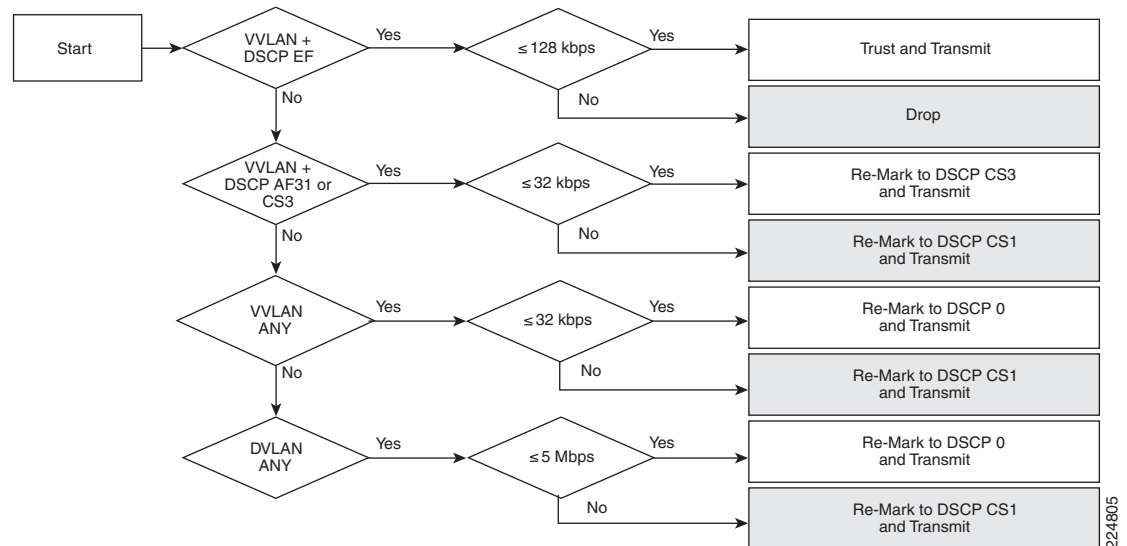 Start
VVLAN +
DSCP EF
Yes
≤128 kbps
Yes
Trust and Transmit
No
No
Drop
VVLAN +
DSCP AF31 or
CS3
Yes
≤32 kbps
Yes
Re-Mark to DSCP CS3
and Transmit
No
No
Re-Mark to DSCP CS1
and Transmit
VVLAN
ANY
Yes
≤32 kbps
Yes
Re-Mark to DSCP 0
and Transmit
No
No
Re-Mark to DSCP CS1
and Transmit
DVLAN
ANY
Yes
≤5 Mbps
Yes
Re-Mark to DSCP 0
and Transmit
No
Re-Mark to DSCP CS1
and Transmit
224805